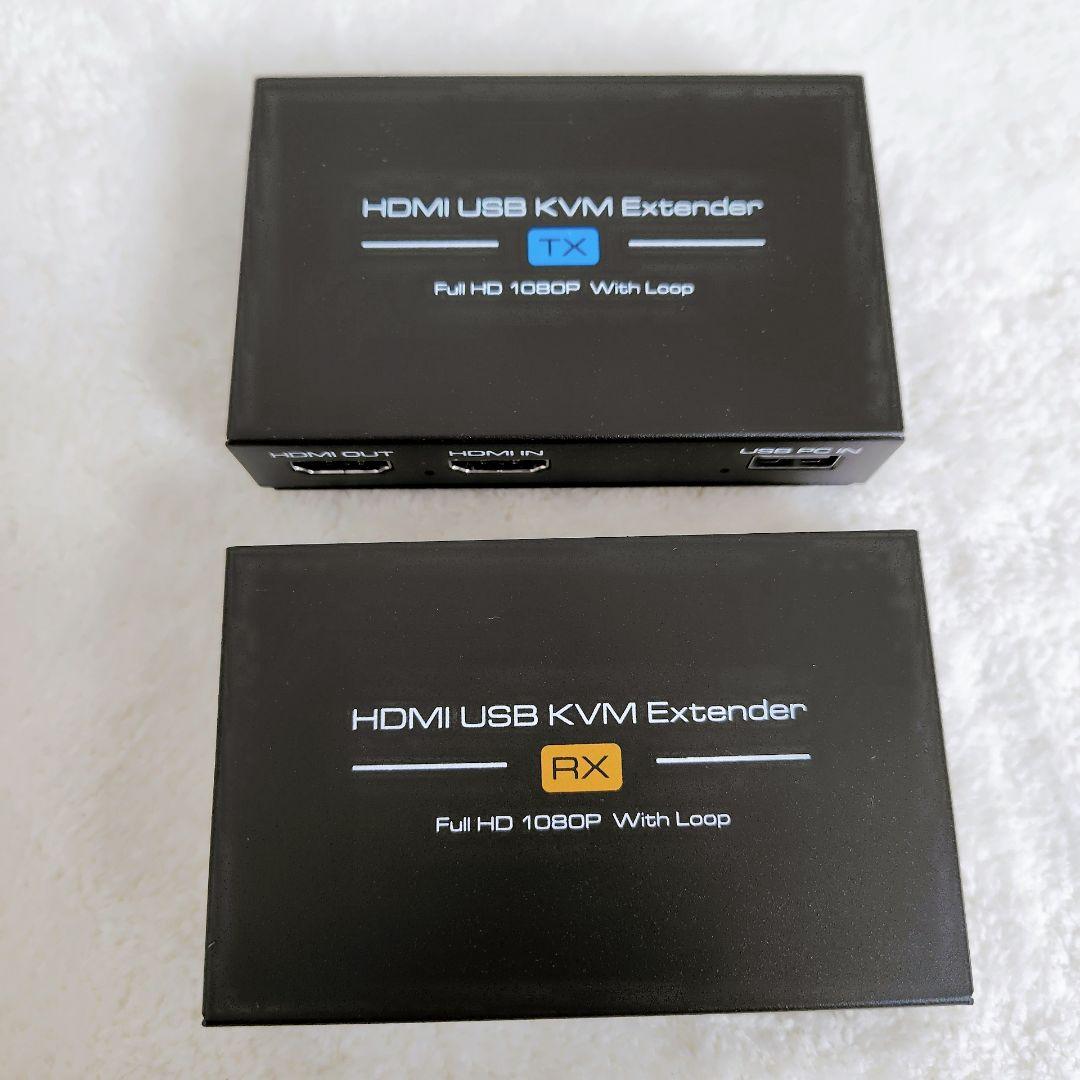 HDMI USB KVM Extender
TX
Full HD 1080P With Loop
HDMI OUT HDMI IN USB PC IN
HDMI USB KVM Extender
RX
Full HD 1080P With Loop